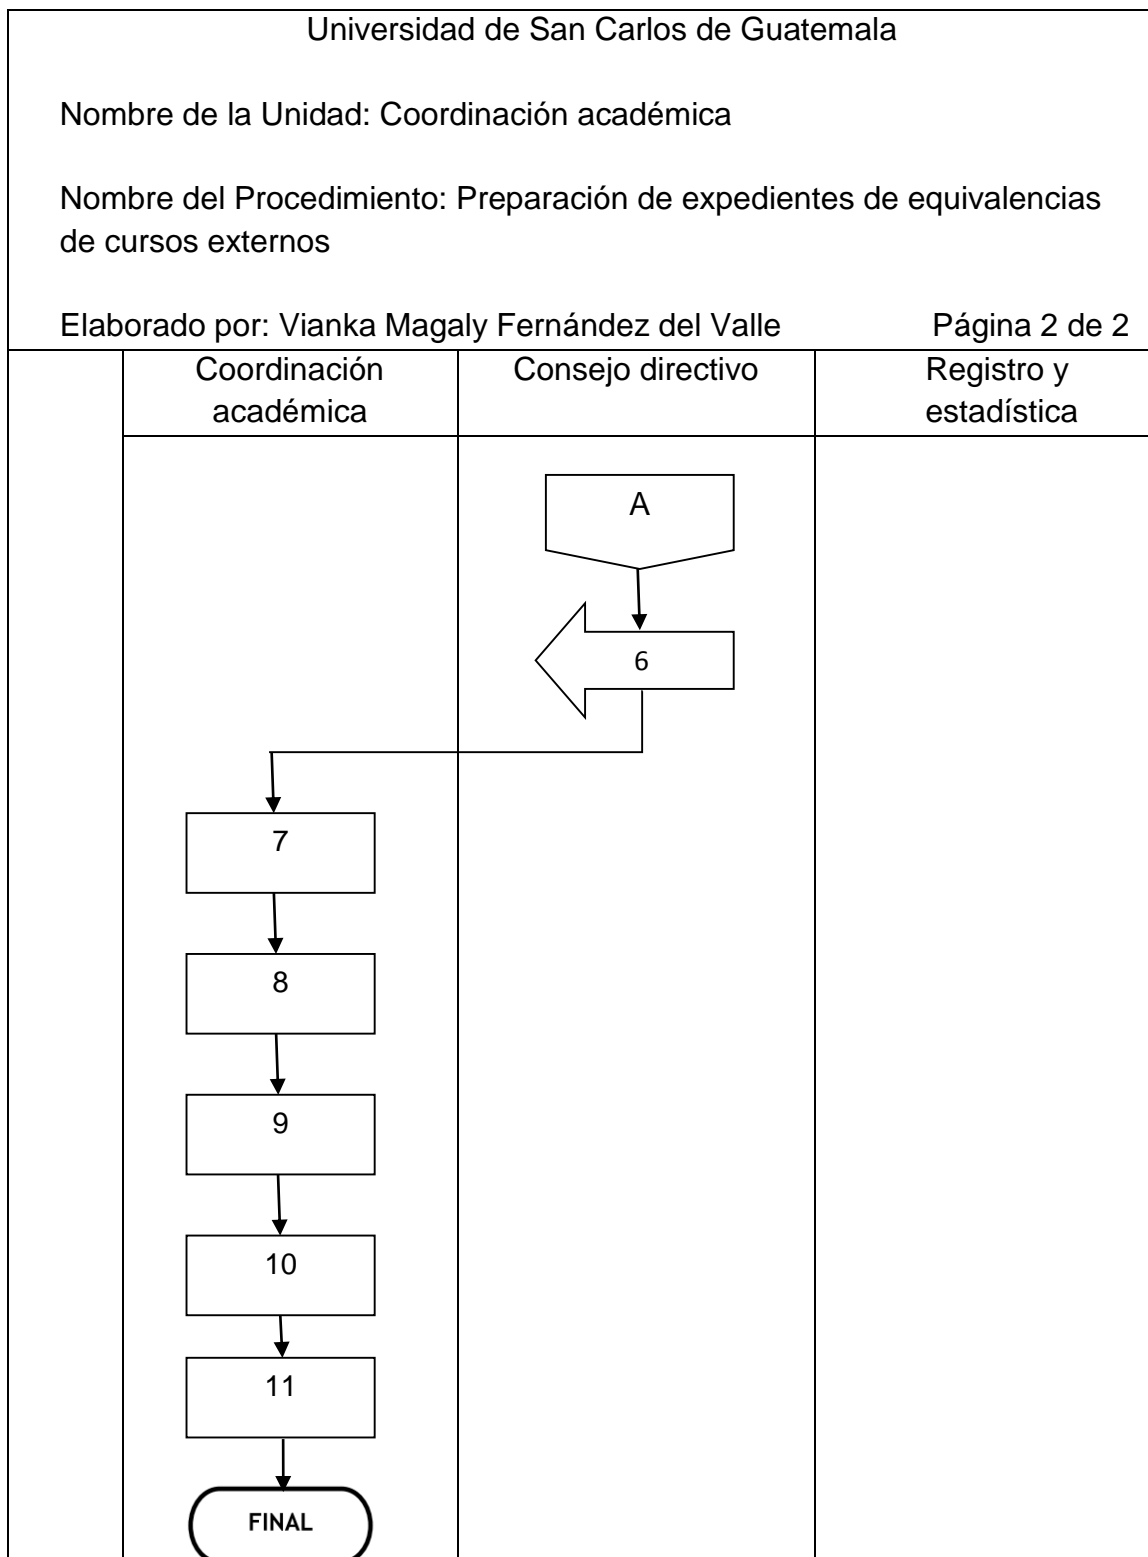 Universidad de San Carlos de Guatemala
Nombre de la Unidad: Coordinación académica
Nombre del Procedimiento: Preparación de expedientes de equivalencias
de cursos externos
Elaborado por: Vianka Magaly Fernández del Valle Página 2 de 2
Coordinación
académica
Consejo directivo
Registro y
estadística
A
6
7
8
9
10
11
FINAL